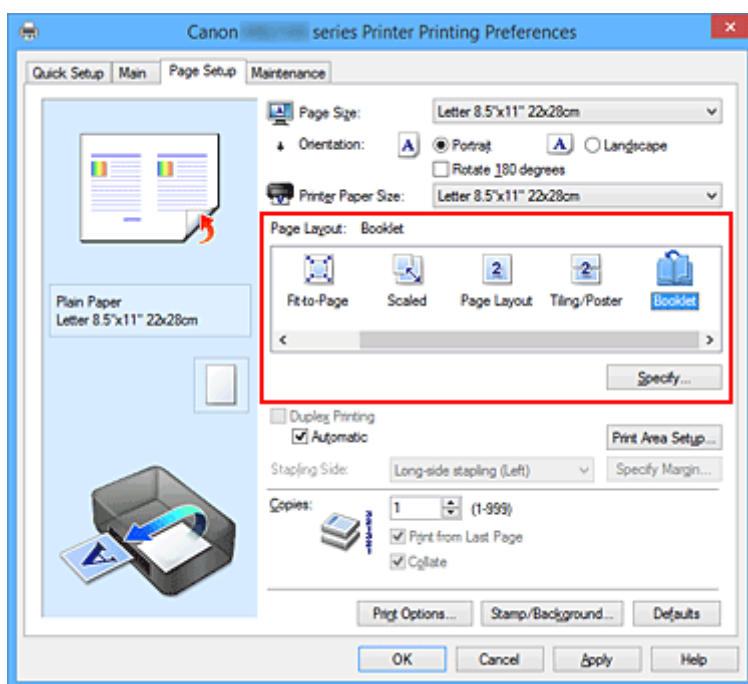 Canon series Printer Printing Preferences
Quick Setup Main Page Setup Maintenance
Page Size: Letter 8.5"x11" 22x28cm
Orientation: A Portrait A Landscape
Rotate 180 degrees
Printer Paper Size: Letter 8.5"x11" 22x28cm
Page Layout: Booklet
2 2
Fit-to-Page Scaled Page Layout Tiling/Poster Booklet
Plain Paper
Letter 8.5"x11" 22x28cm
Specify...
Duplex Printing
Automatic
Print Area Setup...
Stapling Side: Long-side stapling (Left) Specify Margin...
Copies: 1 (1-999)
Print from Last Page
Collate
A
Print Options... Stamp/Background... Defaults
OK Cancel Apply Help